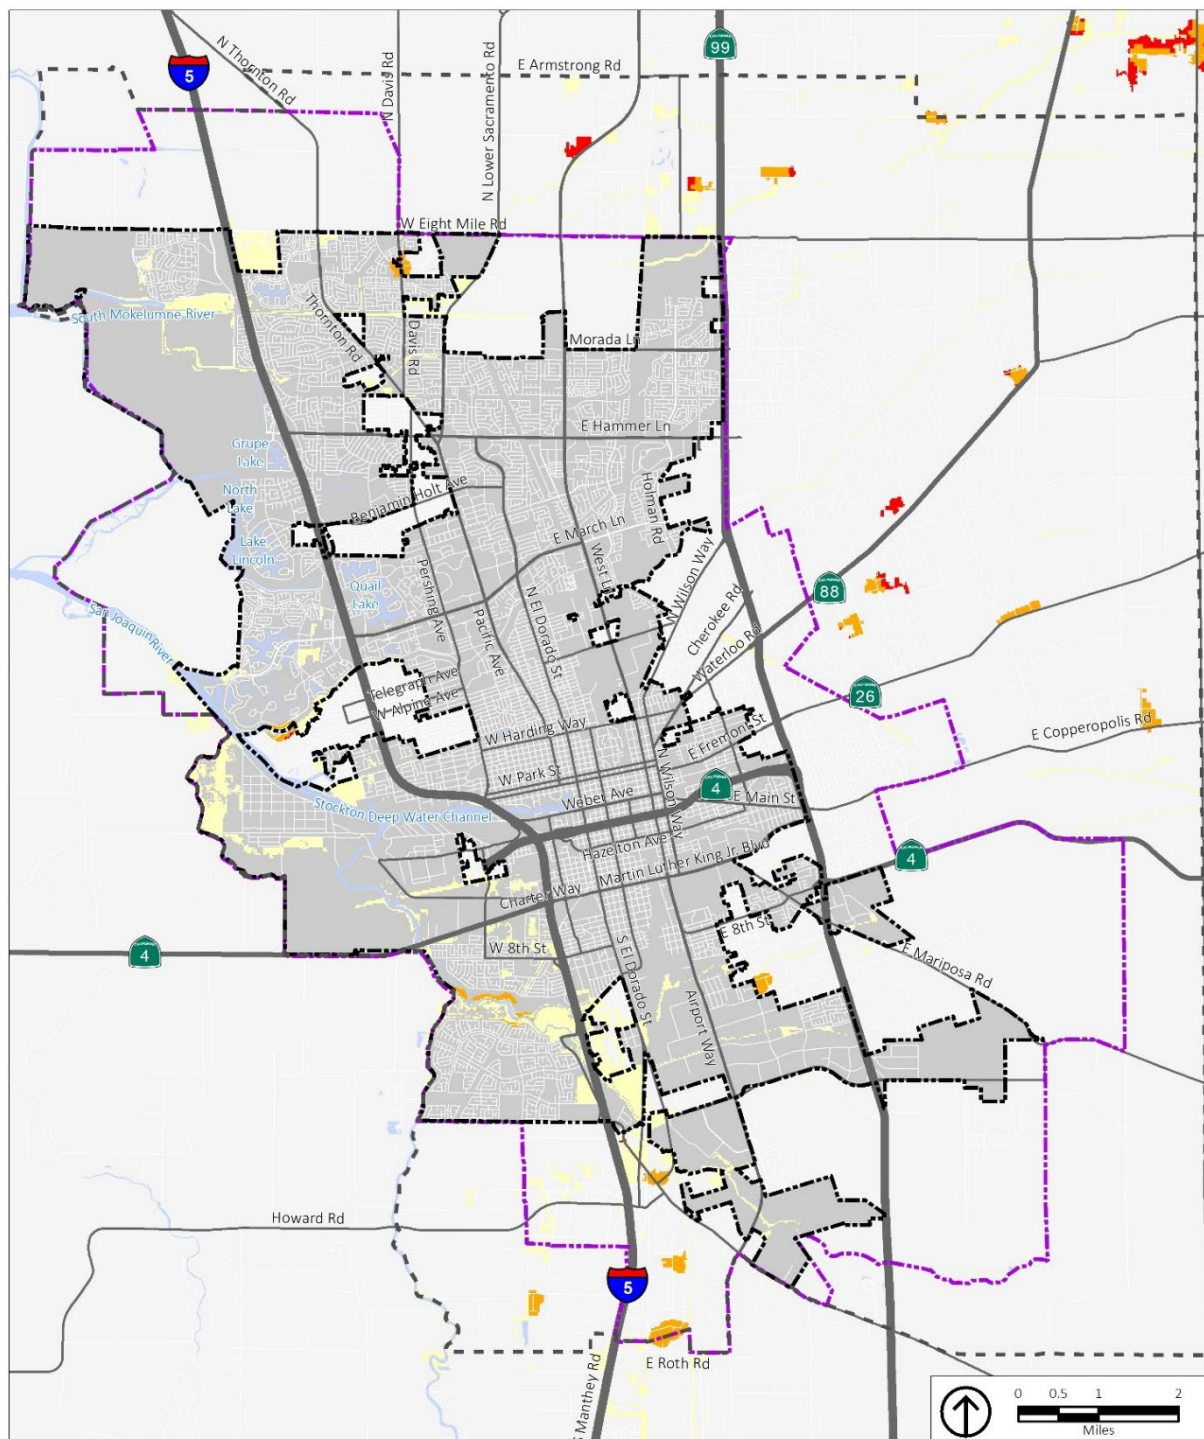 CALIFORNIA
99
N Thornton Rd
N Davis Rd
N Lower Sacramento Rd
E Armstrong Rd
5
W Eight Mile Rd
South Mokelumne River
Thornton Rd
Davis Rd
Morada Ln
E Hammer Ln
Grupe
Lake
North
Lake
Benjamin Holt Ave
Holman Rd
Lake
Lincoln
E March Ln
West Ln
Quail
Lake
Pershing Ave
N El Dorado St
N Wilson Way
Cherokee Rd
CALIFORNIA
88
San Joaquin River
Pacific Ave
Waterloo Rd
Telegraph Ave
W Alpine Ave
CALIFORNIA
26
W Harding Way
E Fremont St
E Copperopolis Rd
W Park St
N Wilson Way
Weber Ave
CALIFORNIA
4
E Main St
Stockton Deep Water Channel
Hazelton Ave
CALIFORNIA
4
Martin Luther King Jr. Blvd
Charter Way
CALIFORNIA
4
W 8th St
E 8th St
S El Dorado St
E Mariposa Rd
Airport Way
Howard Rd
5
E Roth Rd
S Manthey Rd
0 0.5 1 2
Miles